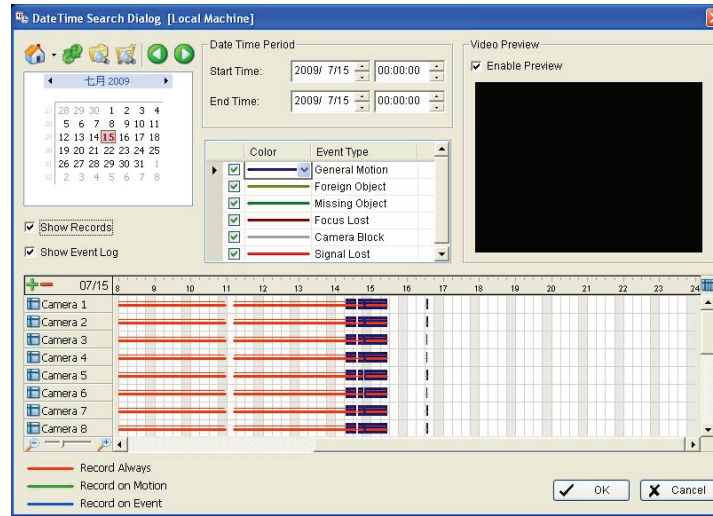 DateTime Search Dialog [Local Machine]
七月 2009
27 28 29 30 1 2 3 4
28 5 6 7 8 9 10 11
29 12 13 14 15 16 17 18
30 19 20 21 22 23 24 25
31 26 27 28 29 30 31 1
32 2 3 4 5 6 7 8
Show Records
Show Event Log
Date Time Period
Start Time: 2009/ 7/15 00:00:00
End Time: 2009/ 7/15 00:00:00
Color Event Type
General Motion
Foreign Object
Missing Object
Focus Lost
Camera Block
Signal Lost
Video Preview
Enable Preview
07/15 8 9 10 11 12 13 14 15 16 17 18 19 20 21 22 23 24
Camera 1
Camera 2
Camera 3
Camera 4
Camera 5
Camera 6
Camera 7
Camera 8
Record Always
Record on Motion
Record on Event
OK
Cancel